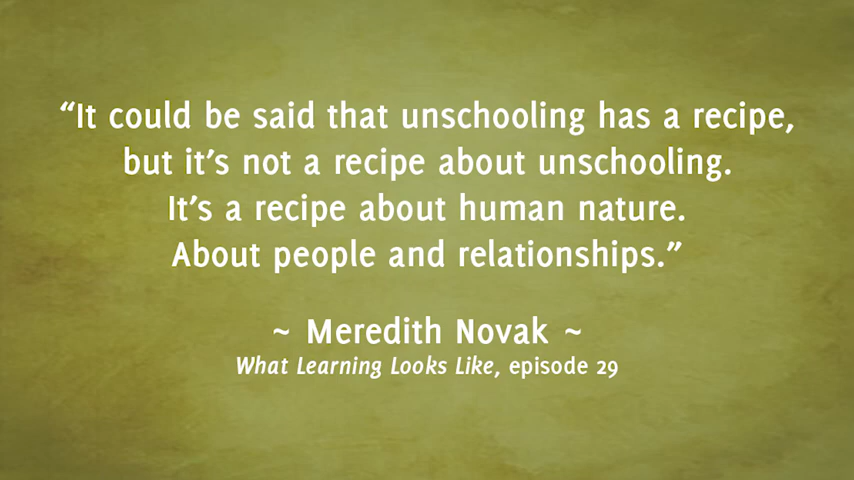 “It could be said that unschooling has a recipe,
but it’s not a recipe about unschooling.
It’s a recipe about human nature.
About people and relationships.”
~ Meredith Novak ~
What Learning Looks Like, episode 29